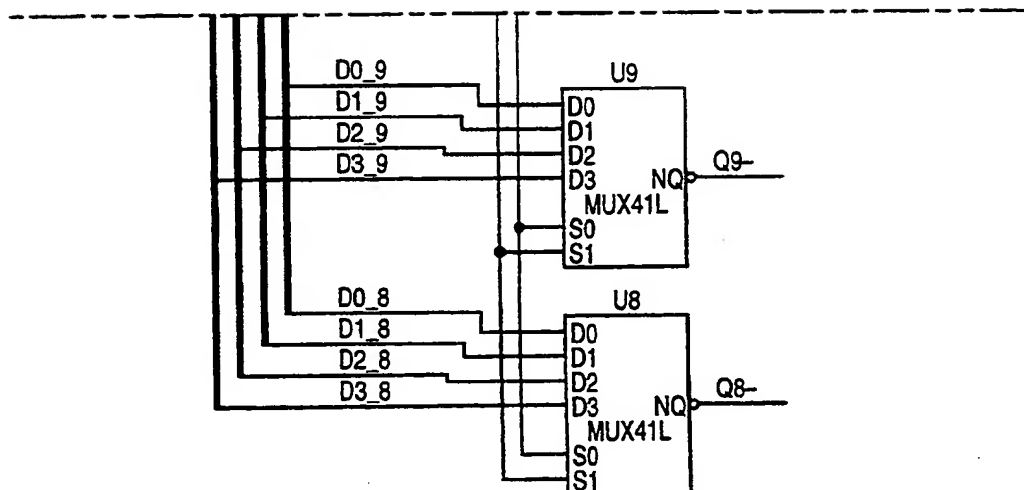 U9
D0_9
D1_9
D2_9
D3_9
D0
D1
D2
D3
NQ
Q9-
MUX41L
S0
S1
U8
D0_8
D1_8
D2_8
D3_8
D0
D1
D2
D3
NQ
Q8-
MUX41L
S0
S1